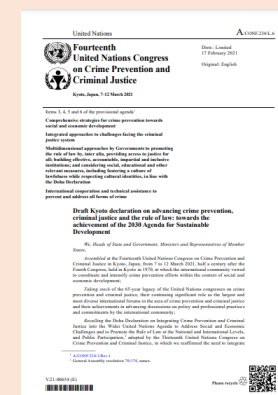 United Nations
A/CONF.234/L.6
Fourteenth
United Nations Congress
on Crime Prevention and
Criminal Justice
Kyoto, Japan, 7–12 March 2021
Distr.: Limited
17 February 2021
Original: English
Items 3, 4, 5 and 6 of the provisional agenda*
Comprehensive strategies for crime prevention towards
social and economic development
Integrated approaches to challenges facing the criminal
justice system
Multidimensional approaches by Governments to promoting
the rule of law by, inter alia, providing access to justice for
all; building effective, accountable, impartial and inclusive
institutions; and considering social, educational and other
relevant measures, including fostering a culture of
lawfulness while respecting cultural identities, in line with
the Doha Declaration
International cooperation and technical assistance to
prevent and address all forms of crime
Draft Kyoto declaration on advancing crime prevention,
criminal justice and the rule of law: towards the
achievement of the 2030 Agenda for Sustainable
Development
We, Heads of State and Government, Ministers and Representatives of Member
States,
Assembled at the Fourteenth United Nations Congress on Crime Prevention and
Criminal Justice in Kyoto, Japan, from 7 to 12 March 2021, half a century after the
Fourth Congress, held in Kyoto in 1970, at which the international community vowed
to coordinate and intensify crime prevention efforts within the context of social and
economic development,
Taking stock of the 65-year legacy of the United Nations congresses on crime
prevention and criminal justice, their continuing significant role as the largest and
most diverse international forums in the area of crime prevention and criminal justice
and their achievements in advancing discussions on policy and professional practices
and commitments by the international community,
Recalling the Doha Declaration on Integrating Crime Prevention and Criminal
Justice into the Wider United Nations Agenda to Address Social and Economic
Challenges and to Promote the Rule of Law at the National and International Levels,
and Public Participation,¹ adopted by the Thirteenth United Nations Congress on
Crime Prevention and Criminal Justice, in which we reaffirmed the need to integrate
* A/CONF.234/1/Rev.1.
¹ General Assembly resolution 70/174, annex.
V.21-00654 (E)
Please recycle